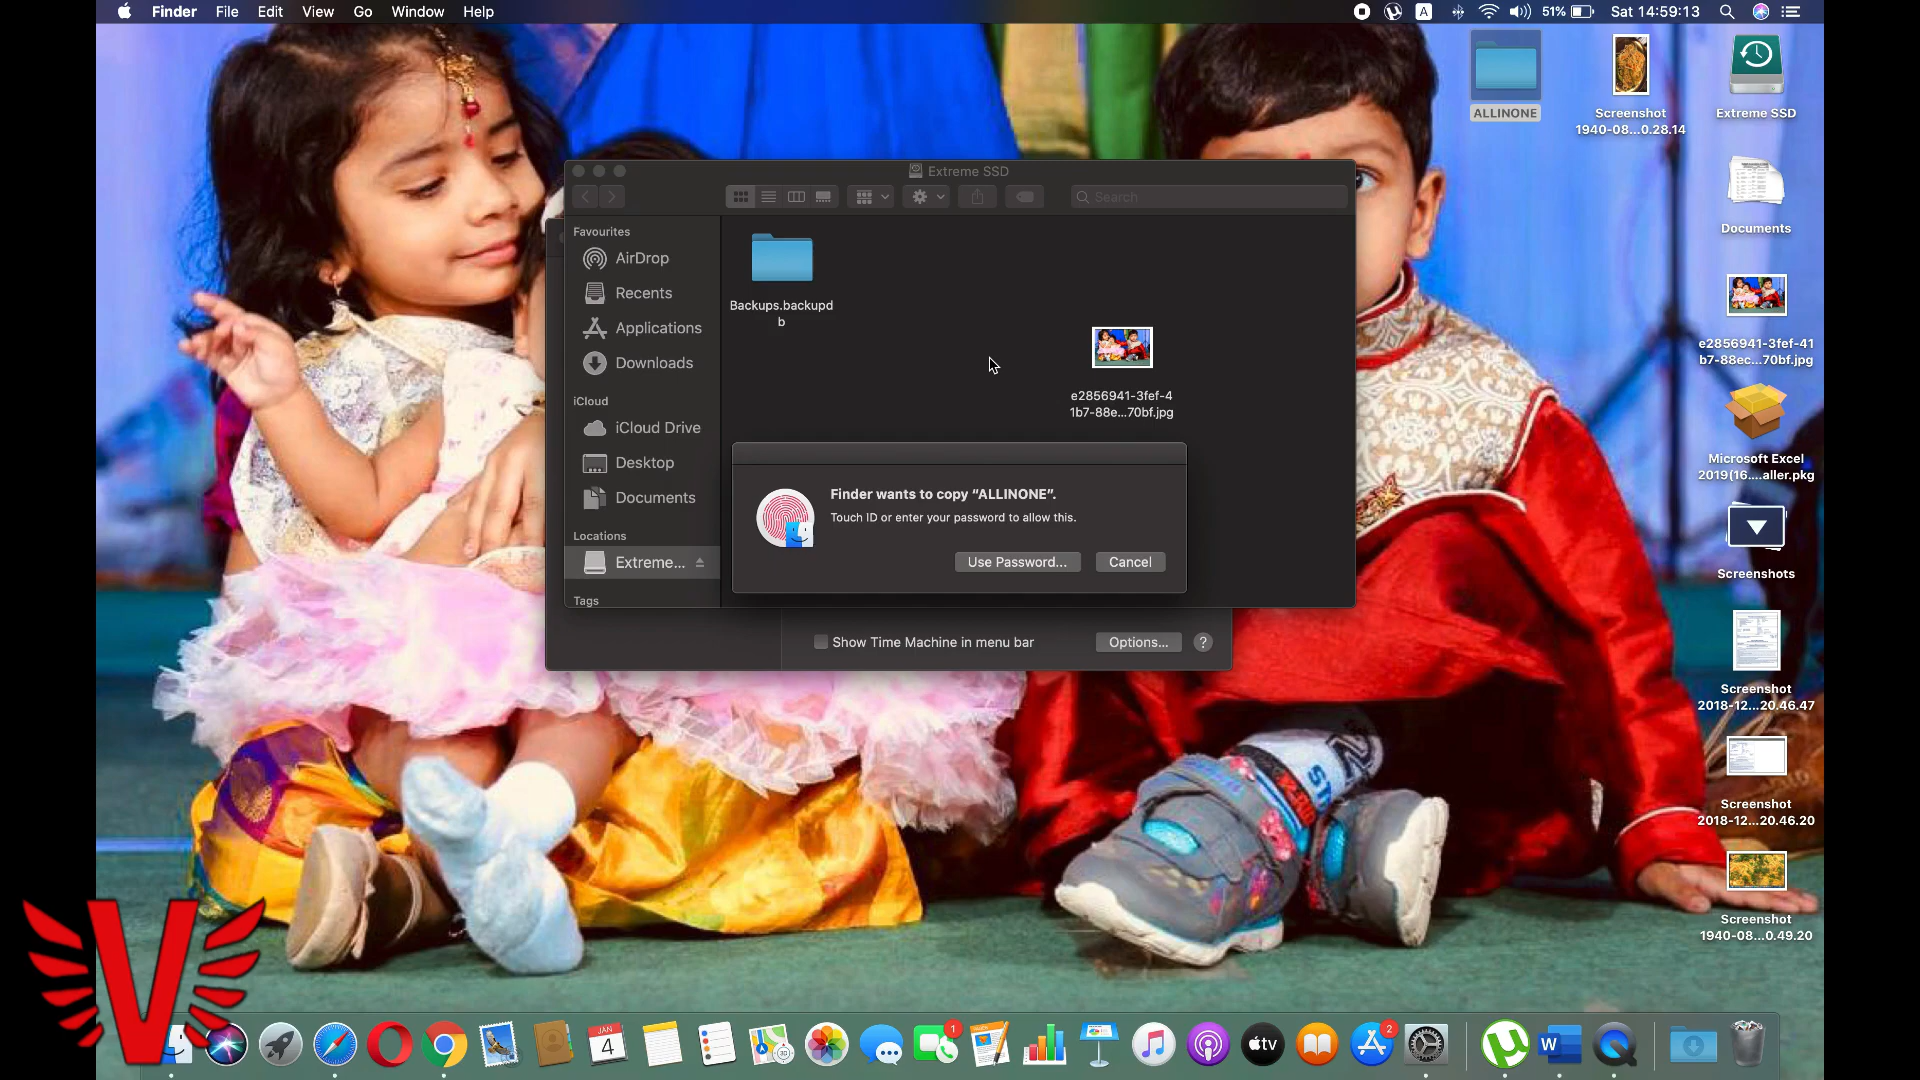 Finder File Edit View Go Window Help
A 51% Sat 14:59:13
ALLINONE
Screenshot
1940-08...0.28.14
Extreme SSD
Documents
e2856941-3fef-41
b7-88ec...70bf.jpg
Microsoft Excel
2019(16....aller.pkg
Screenshots
Screenshot
2018-12...20.46.47
Screenshot
2018-12...20.46.20
Screenshot
1940-08...0.49.20
Extreme SSD
Search
Favourites
AirDrop
Recents
Applications
Downloads
iCloud
iCloud Drive
Desktop
Documents
Locations
Extreme...
Tags
Backups.backupd
b
e2856941-3fef-4
1b7-88e...70bf.jpg
Finder wants to copy “ALLINONE”.
Touch ID or enter your password to allow this.
Use Password... Cancel
Show Time Machine in menu bar Options... ?
V
JAN
4
1
tv
2
W